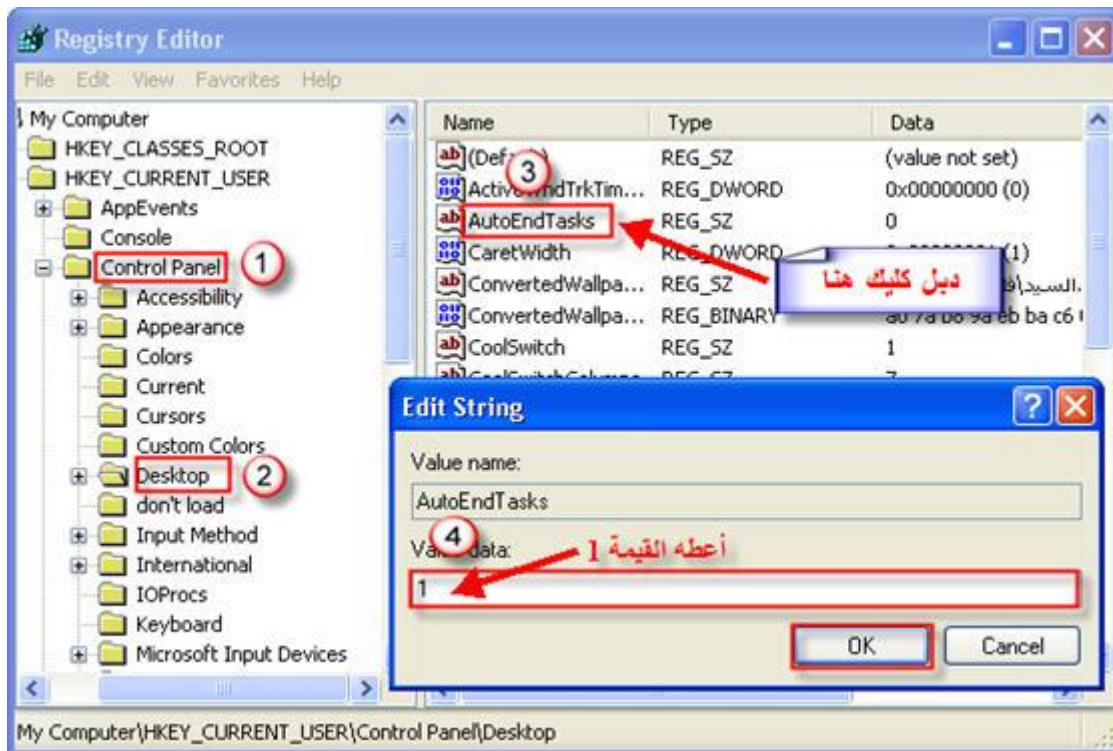 Registry Editor
File Edit View Favorites Help
My Computer
HKEY_CLASSES_ROOT
HKEY_CURRENT_USER
AppEvents
Console
Control Panel
1
Accessibility
Appearance
Colors
Current
Cursors
Custom Colors
Desktop
2
don't load
Input Method
International
IOProcs
Keyboard
Microsoft Input Devices
Name Type Data
3
REG_SZ (value not set)
REG_DWORD 0x00000000 (0)
AutoEndTasks REG_SZ 0
CaretWidth REG_DWORD (1)
ConvertedWallpa... REG_SZ
ConvertedWallpa... REG_BINARY
CoolSwitch REG_SZ 1
دبل كليك هنا
Edit String
Value name:
AutoEndTasks
4
data:
أعطه القيمة 1
1
OK Cancel
My Computer\HKEY_CURRENT_USER\Control Panel\Desktop